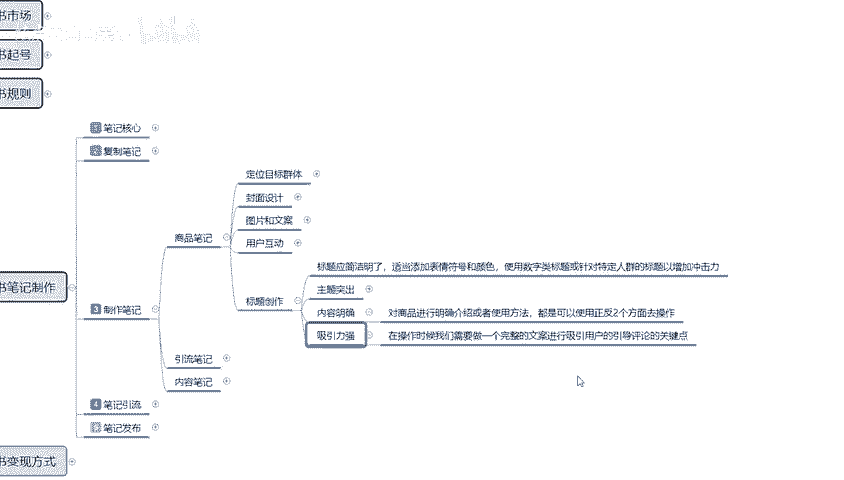 书市场
书起号
书规则
笔记核心
复制笔记
定位目标群体
封面设计
图片和文案
商品笔记
用户互动
标题应简洁明了，适当添加表情符号和颜色，使用数字类标题或针对特定人群的标题以增加冲击力
书笔记制作
主题突出
标题创作
3 制作笔记
内容明确
对商品进行明确介绍或者使用方法，都是可以使用正反2个方面去操作
吸引力强
在操作时候我们需要做一个完整的文案进行吸引用户的引导评论的关键点
引流笔记
内容笔记
4 笔记引流
笔记发布
书变现方式